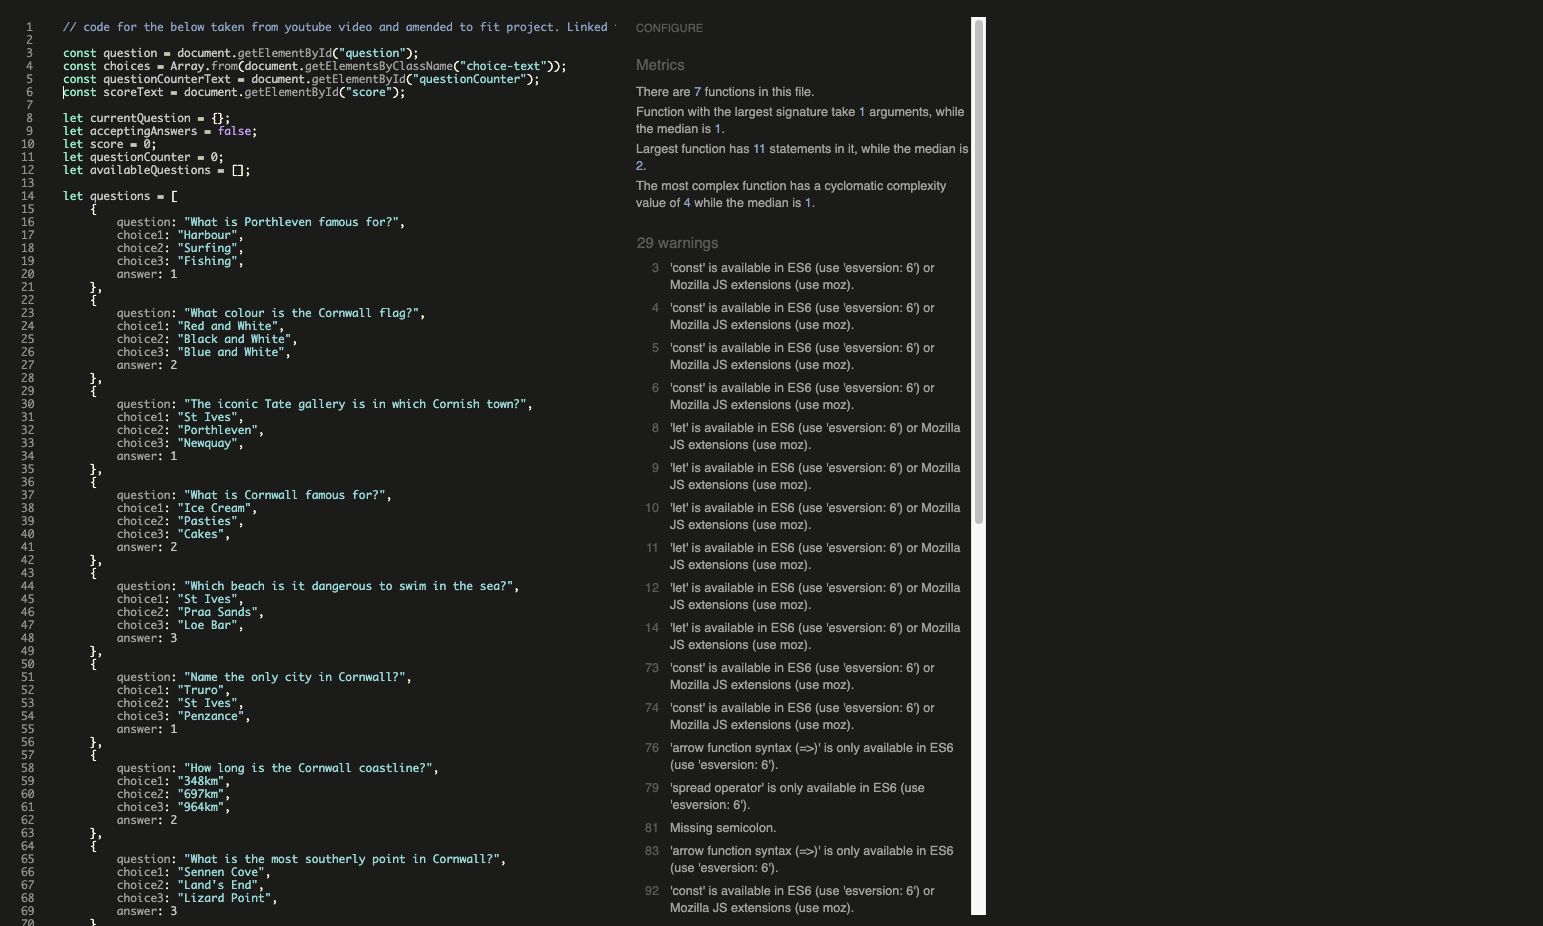 1 // code for the below taken from youtube video and amended to fit project. Linked
2
3 const question = document.getElementById("question");
4 const choices = Array.from(document.getElementsByClassName("choice-text"));
5 const questionCounterText = document.getElementById("questionCounter");
6 const scoreText = document.getElementById("score");
7
8 let currentQuestion = {};
9 let acceptingAnswers = false;
10 let score = 0;
11 let questionCounter = 0;
12 let availableQuestions = [];
13
14 let questions = [
15 {
16 question: "What is Porthleven famous for?",
17 choice1: "Harbour",
18 choice2: "Surfing",
19 choice3: "Fishing",
20 answer: 1
21 },
22 {
23 question: "What colour is the Cornwall flag?",
24 choice1: "Red and White",
25 choice2: "Black and White",
26 choice3: "Blue and White",
27 answer: 2
28 },
29 {
30 question: "The iconic Tate gallery is in which Cornish town?",
31 choice1: "St Ives",
32 choice2: "Porthleven",
33 choice3: "Newquay",
34 answer: 1
35 },
36 {
37 question: "What is Cornwall famous for?",
38 choice1: "Ice Cream",
39 choice2: "Pasties",
40 choice3: "Cakes",
41 answer: 2
42 },
43 {
44 question: "Which beach is it dangerous to swim in the sea?",
45 choice1: "St Ives",
46 choice2: "Praa Sands",
47 choice3: "Loe Bar",
48 answer: 3
49 },
50 {
51 question: "Name the only city in Cornwall?",
52 choice1: "Truro",
53 choice2: "St Ives",
54 choice3: "Penzance",
55 answer: 1
56 },
57 {
58 question: "How long is the Cornwall coastline?",
59 choice1: "348km",
60 choice2: "697km",
61 choice3: "964km",
62 answer: 2
63 },
64 {
65 question: "What is the most southerly point in Cornwall?",
66 choice1: "Sennen Cove",
67 choice2: "Land's End",
68 choice3: "Lizard Point",
69 answer: 3
70 }
CONFIGURE
Metrics
There are 7 functions in this file.
Function with the largest signature take 1 arguments, while
the median is 1.
Largest function has 11 statements in it, while the median is
2.
The most complex function has a cyclomatic complexity
value of 4 while the median is 1.
29 warnings
3 'const' is available in ES6 (use 'esversion: 6') or
Mozilla JS extensions (use moz).
4 'const' is available in ES6 (use 'esversion: 6') or
Mozilla JS extensions (use moz).
5 'const' is available in ES6 (use 'esversion: 6') or
Mozilla JS extensions (use moz).
6 'const' is available in ES6 (use 'esversion: 6') or
Mozilla JS extensions (use moz).
8 'let' is available in ES6 (use 'esversion: 6') or Mozilla
JS extensions (use moz).
9 'let' is available in ES6 (use 'esversion: 6') or Mozilla
JS extensions (use moz).
10 'let' is available in ES6 (use 'esversion: 6') or Mozilla
JS extensions (use moz).
11 'let' is available in ES6 (use 'esversion: 6') or Mozilla
JS extensions (use moz).
12 'let' is available in ES6 (use 'esversion: 6') or Mozilla
JS extensions (use moz).
14 'let' is available in ES6 (use 'esversion: 6') or Mozilla
JS extensions (use moz).
73 'const' is available in ES6 (use 'esversion: 6') or
Mozilla JS extensions (use moz).
74 'const' is available in ES6 (use 'esversion: 6') or
Mozilla JS extensions (use moz).
76 'arrow function syntax (=>)' is only available in ES6
(use 'esversion: 6').
79 'spread operator' is only available in ES6 (use
'esversion: 6').
81 Missing semicolon.
83 'arrow function syntax (=>)' is only available in ES6
(use 'esversion: 6').
92 'const' is available in ES6 (use 'esversion: 6') or
Mozilla JS extensions (use moz).